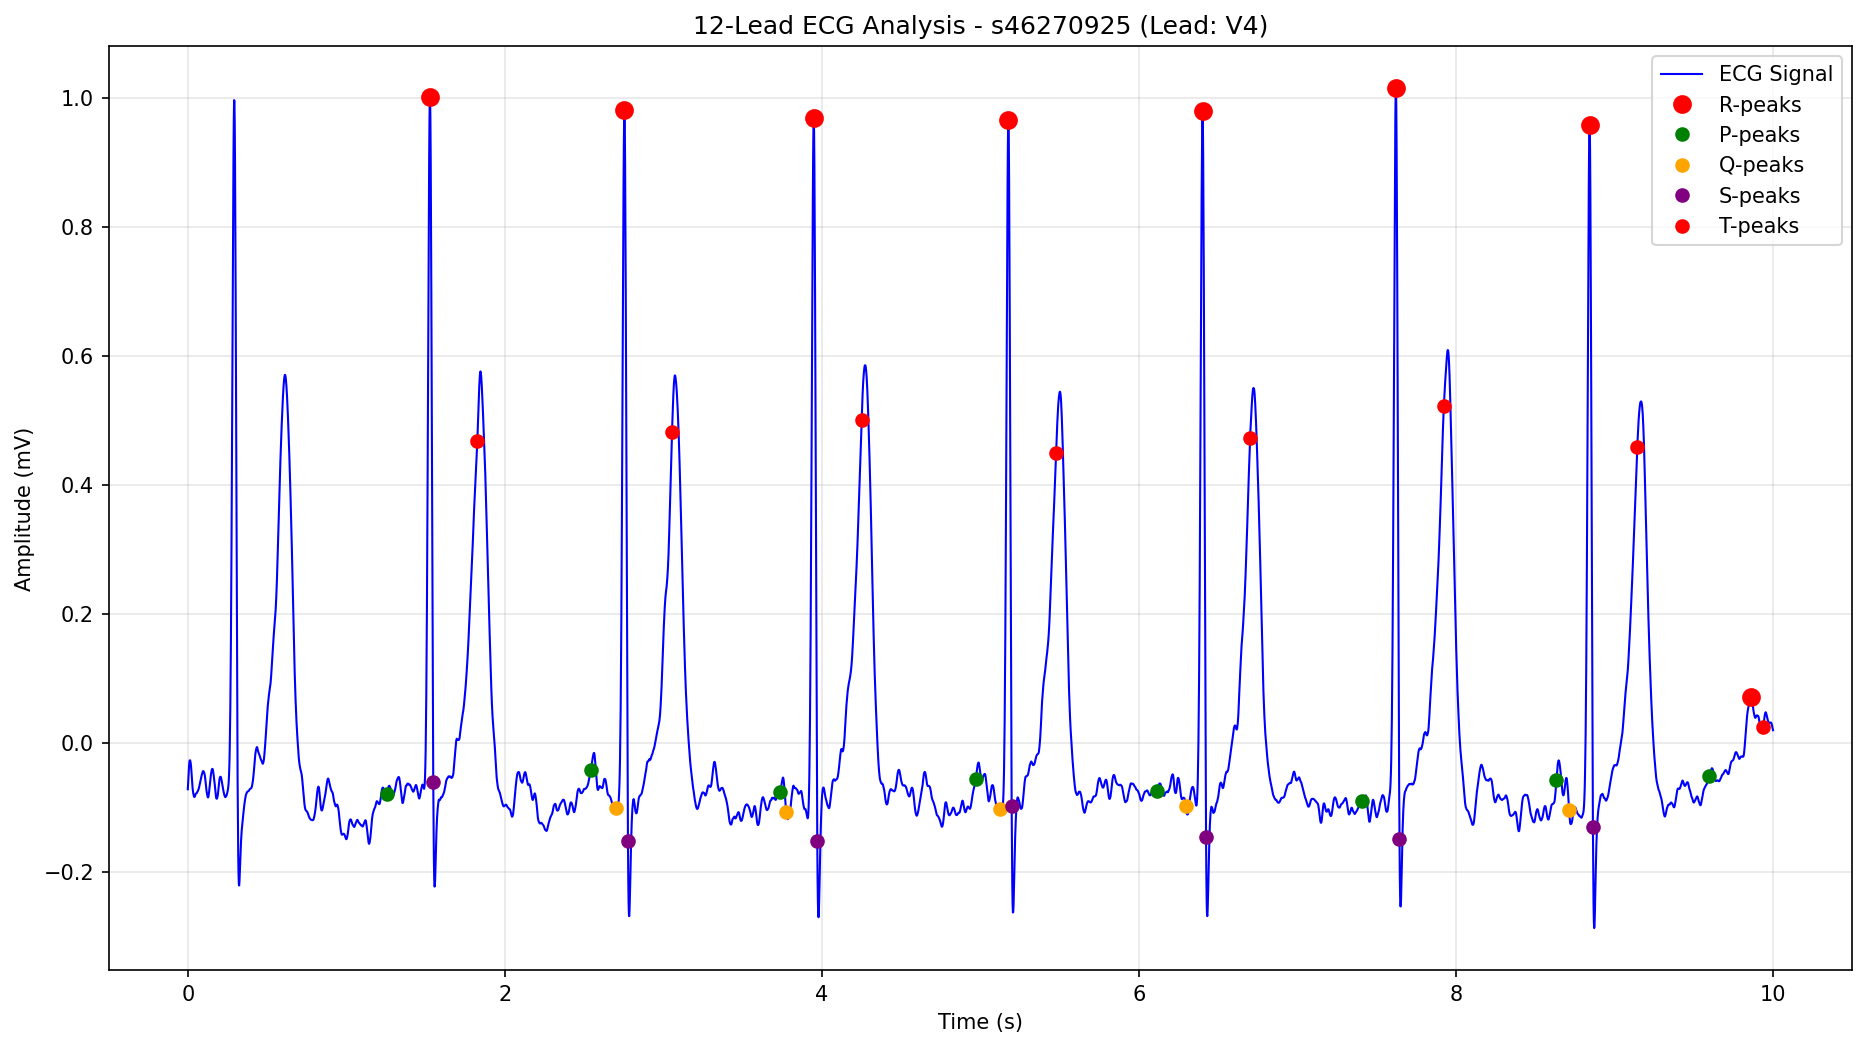 12-Lead ECG Analysis - s46270925 (Lead: V4)
ECG Signal
R-peaks
P-peaks
Q-peaks
S-peaks
T-peaks
1.0
0.8
0.6
0.4
0.2
0.0
−0.2
Amplitude (mV)
0 2 4 6 8 10
Time (s)